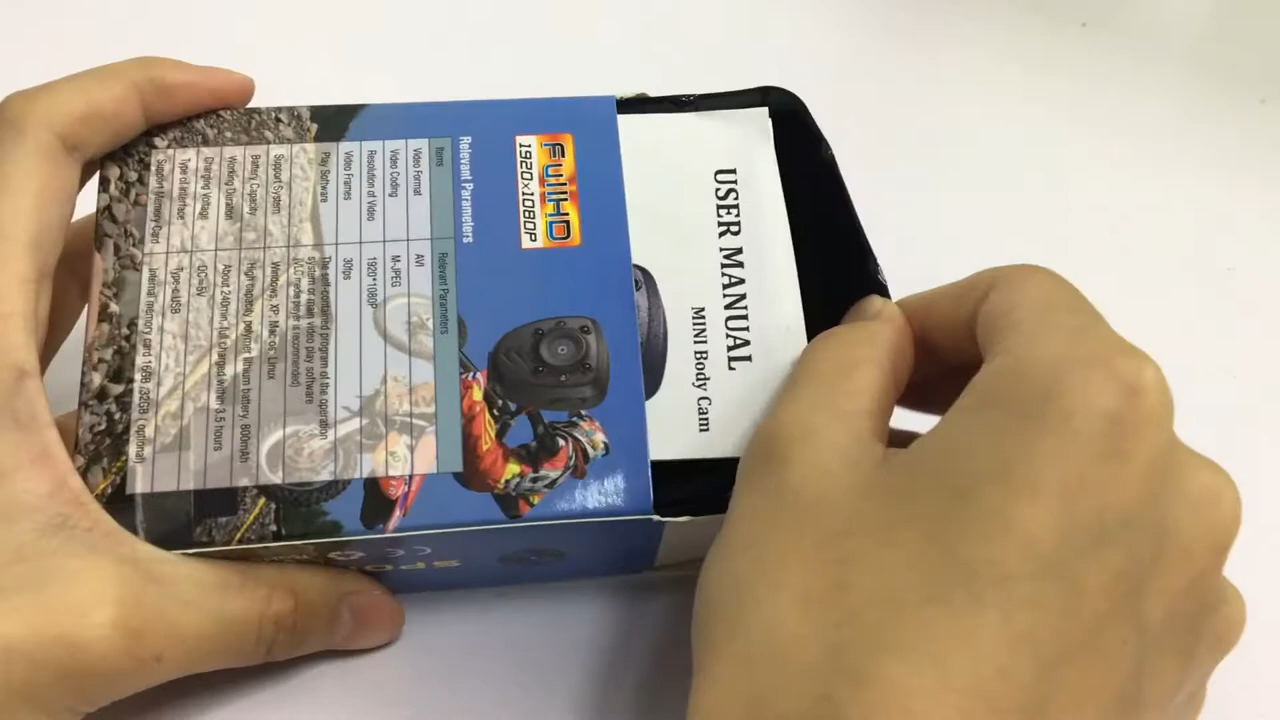 FullHD
1920×1080P
Relevant Parameters
Items Relevant Parameters
Video Format AVI
Video Coding M-JPEG
Resolution of Video 1920*1080P
Video Frames 30fps
Play Software The self-contained program of the operation
system or main video play software
(VLC media player is recommended)
Support System Windows, XP, Mac os, Linux
Battery Capacity High capacity polymer lithium battery, 800mAh
Working Duration About 240min, full charged within 3.5 hours
Charging Voltage DC=5V
Type of Interface Type-c USB
Support Memory Card Internal memory card 16GB /32GB ( optional)
USER MANUAL
MINI Body Cam
CE